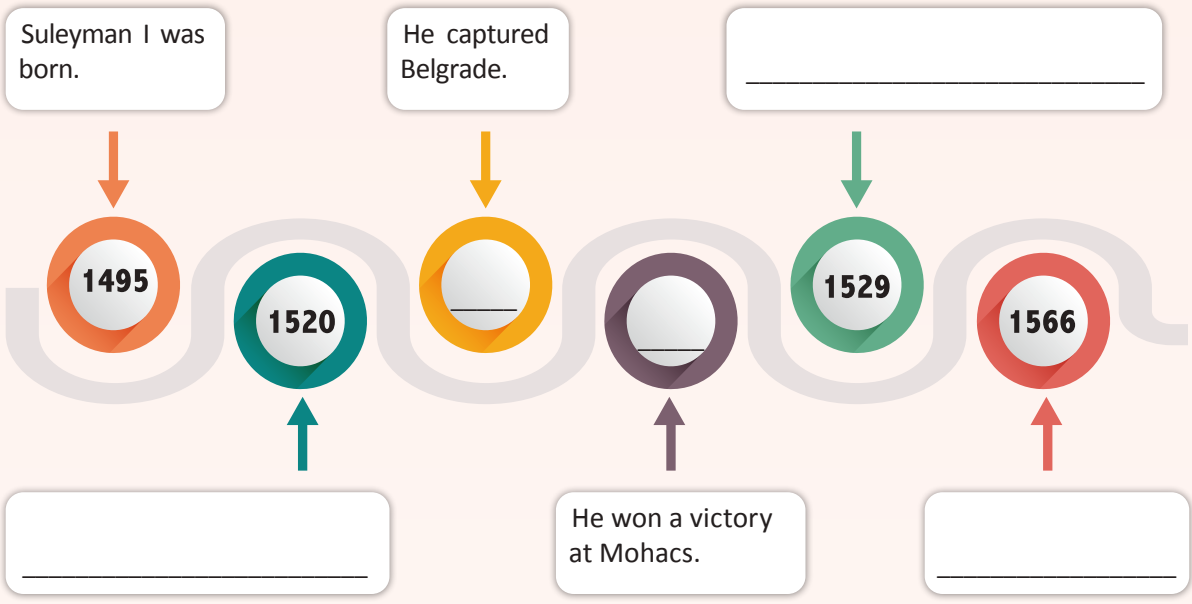 Suleyman I was
born.
He captured
Belgrade.
1495
1520
1529
1566
He won a victory
at Mohacs.